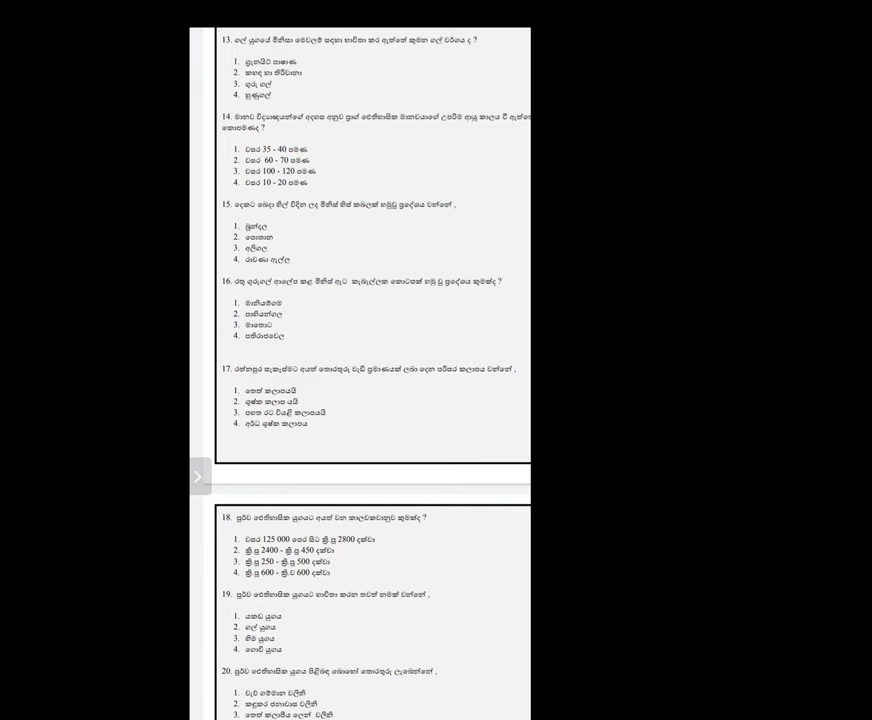 13. ගල් යුගයේ මිනිසා මෙවලම් සඳහා භාවිතා කර ඇත්තේ කුමන ගල් වර්ගය ද ?
1. ග්‍රැනයිට් පාෂාණ
2. කහඳ හා තිරිවානා
3. ගුරු ගල්
4. හුණුගල්
14. මානව විද්‍යාඥයන්ගේ අදහස අනුව ප්‍රාග් ඓතිහාසික මානවයාගේ උපරිම ආයු කාලය වී ඇත්තේ
කොපමණද ?
1. වසර 35 - 40 පමණ
2. වසර 60 - 70 පමණ
3. වසර 100 - 120 පමණ
4. වසර 10 - 20 පමණ
15. දෙකට බෙදා හිල් විදින ලද මිනිස් හිස් කබලක් හමුවූ ප්‍රදේශය වන්නේ ,
1. බුන්දල
2. පොතාන
3. අලිගල
4. රාවණා ඇල්ල
16. රතු ගුරුගල් ආලේප කළ මිනිස් ඇට කැබැල්ලක කොටසක් හමු වූ ප්‍රදේශය කුමක්ද ?
1. මානියම්ගම
2. පාහියන්ගල
3. මාතොට
4. පතිරාජවෙල
17. රත්නපුර සැකැස්මට අයත් තොරතුරු වැඩි ප්‍රමාණයක් ලබා දෙන පරිසර කලාපය වන්නේ ,
1. තෙත් කලාපයයි
2. ශුෂ්ක කලාප යයි
3. පහත රට වියළි කලාපයයි
4. අර්ධ ශුෂ්ක කලාපය
18. පූර්ව ඓතිහාසික යුගයට අයත් වන කාලවකවානුව කුමක්ද ?
1. වසර 125 000 පෙර සිට ක්‍රි.පූ 2800 දක්වා
2. ක්‍රි.පූ 2400 - ක්‍රි.පූ 450 දක්වා
3. ක්‍රි.පූ 250 - ක්‍රි.පූ 500 දක්වා
4. ක්‍රි.පූ 600 - ක්‍රි.ව 600 දක්වා
19. පූර්ව ඓතිහාසික යුගයට භාවිතා කරන තවත් නමක් වන්නේ ,
1. යකඩ යුගය
2. ගල් යුගය
3. හිම යුගය
4. ගොවි යුගය
20. පූර්ව ඓතිහාසික යුගය පිළිබඳ බොහෝ තොරතුරු ලැබෙන්නේ ,
1. වැව් ගම්මාන වලිනි
2. කඳුකර ජනාවාස වලිනි
3. තෙත් කලාපීය ලෙන් වලිනි